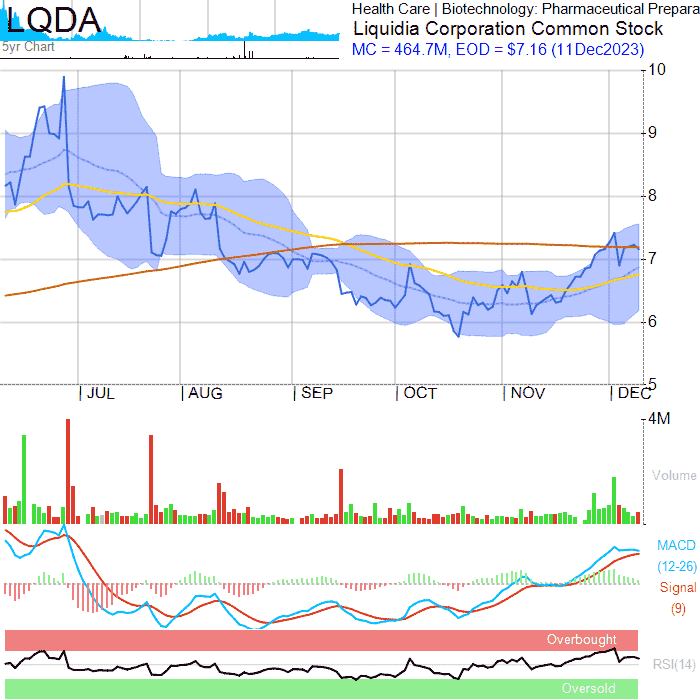 LQDA
5yr Chart
Health Care | Biotechnology: Pharmaceutical Prepara
Liquidia Corporation Common Stock
MC = 464.7M, EOD = $7.16 (11Dec2023)
10
9
8
7
6
5
JUL
AUG
SEP
OCT
NOV
DEC
4M
Volume
MACD
(12-26)
Signal
(9)
Overbought
RSI(14)
Oversold